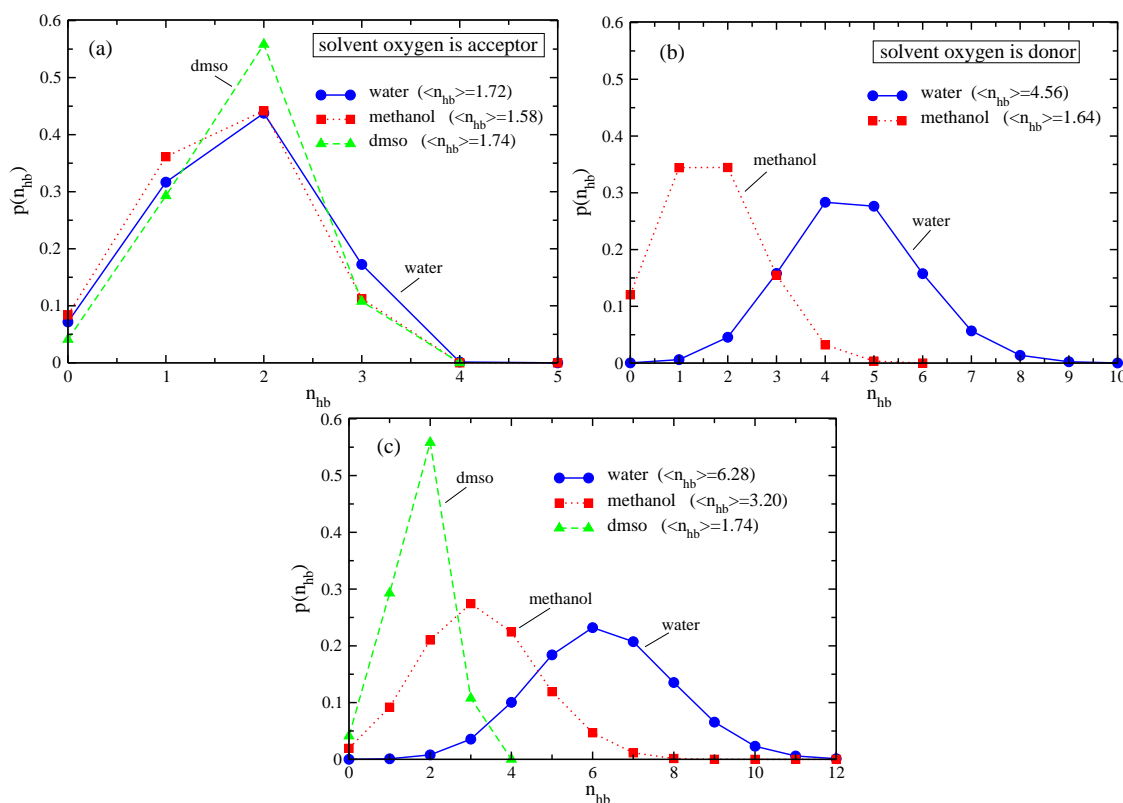 (a)
solvent oxygen is acceptor
dmso
water (<n_hb>=1.72)
methanol (<n_hb>=1.58)
dmso (<n_hb>=1.74)
water
p(n_hb)
0.6
0.5
0.4
0.3
0.2
0.1
0
0 1 2 3 4 5
n_hb
(b)
solvent oxygen is donor
water (<n_hb>=4.56)
methanol (<n_hb>=1.64)
methanol
water
p(n_hb)
0.6
0.5
0.4
0.3
0.2
0.1
0
0 1 2 3 4 5 6 7 8 9 10
n_hb
(c)
dmso
water (<n_hb>=6.28)
methanol (<n_hb>=3.20)
dmso (<n_hb>=1.74)
methanol
water
p(n_hb)
0.6
0.5
0.4
0.3
0.2
0.1
0
0 2 4 6 8 10 12
n_hb